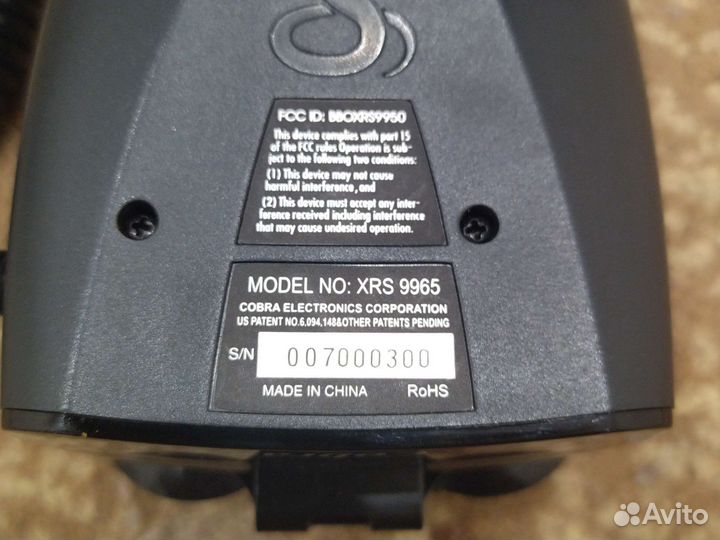 FCC ID: BBOXRS9950
This device complies with part 15
of the FCC rules Operation is sub-
ject to the following two conditions:
(1) This device may not cause
harmful interference, and
(2) This device must accept any inter-
ference received including interference
that may cause undesired operation.
MODEL NO: XRS 9965
COBRA ELECTRONICS CORPORATION
US PATENT NO.6,094,148&OTHER PATENTS PENDING
S/N 007000300
MADE IN CHINA RoHS
Avito